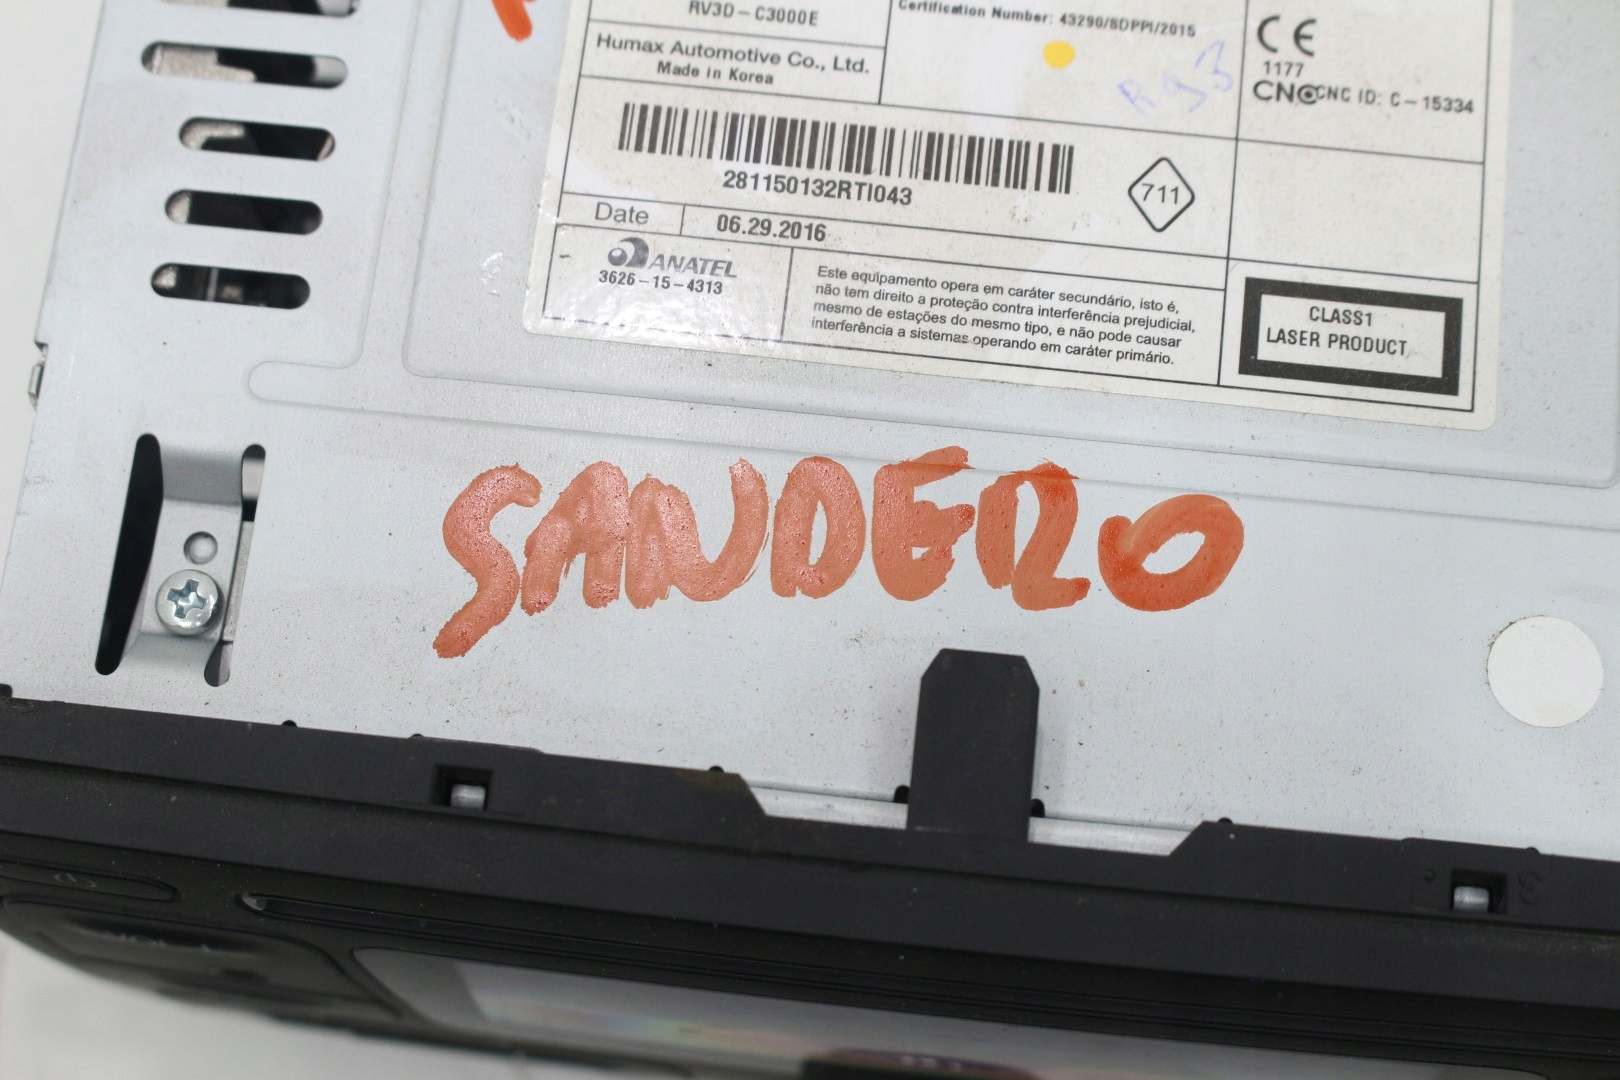 RV3D-C3000E
Certification Number: 43290/SDPPI/2015
Humax Automotive Co., Ltd.
Made in Korea
R93
CE
1177
CNC CNC ID: C-15334
281150132RTI043
711
Date 06.29.2016
ANATEL
3626-15-4313
Este equipamento opera em caráter secundário, isto é,
não tem direito a proteção contra interferência prejudicial,
mesmo de estações do mesmo tipo, e não pode causar
interferência a sistemas operando em caráter primário.
CLASS1
LASER PRODUCT
SANDERO
3